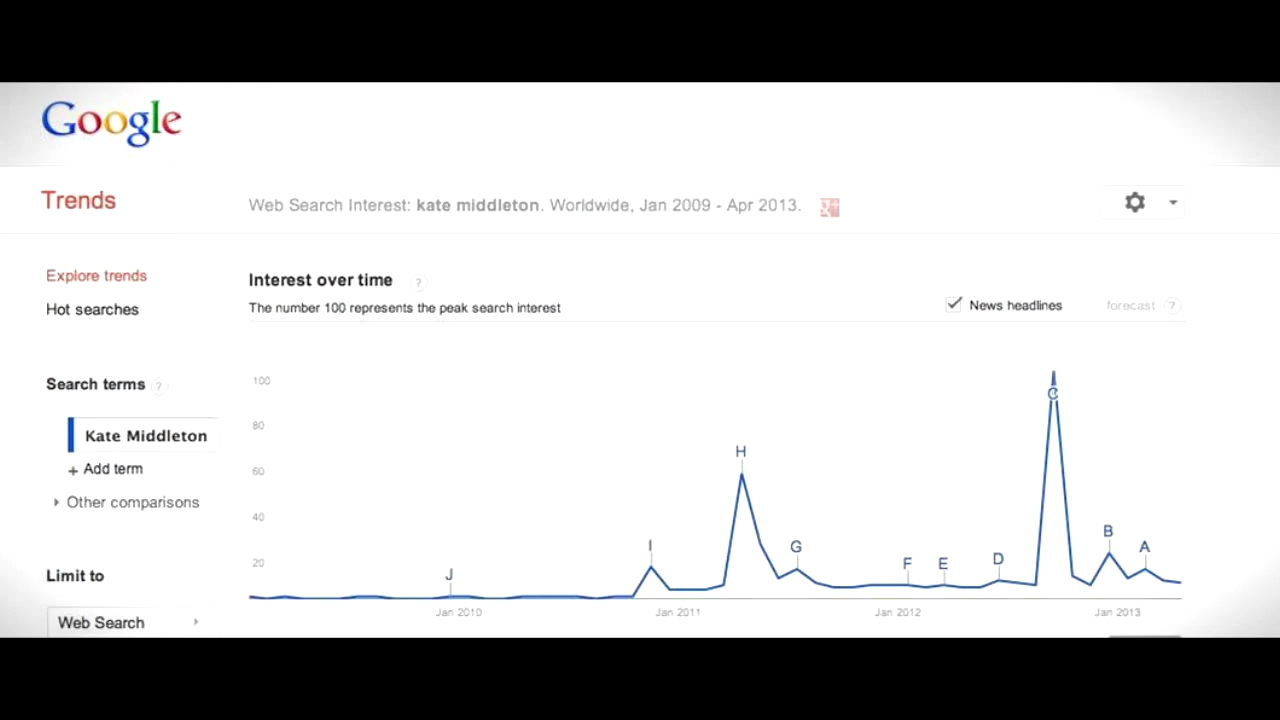 Google
Trends
Web Search Interest: kate middleton. Worldwide, Jan 2009 - Apr 2013.
Explore trends
Hot searches
Interest over time ?
The number 100 represents the peak search interest
News headlines
forecast ?
Search terms ?
Kate Middleton
+ Add term
Other comparisons
Limit to
Web Search
100
80
60
40
20
J
I
H
G
F
E
D
C
B
A
Jan 2010
Jan 2011
Jan 2012
Jan 2013